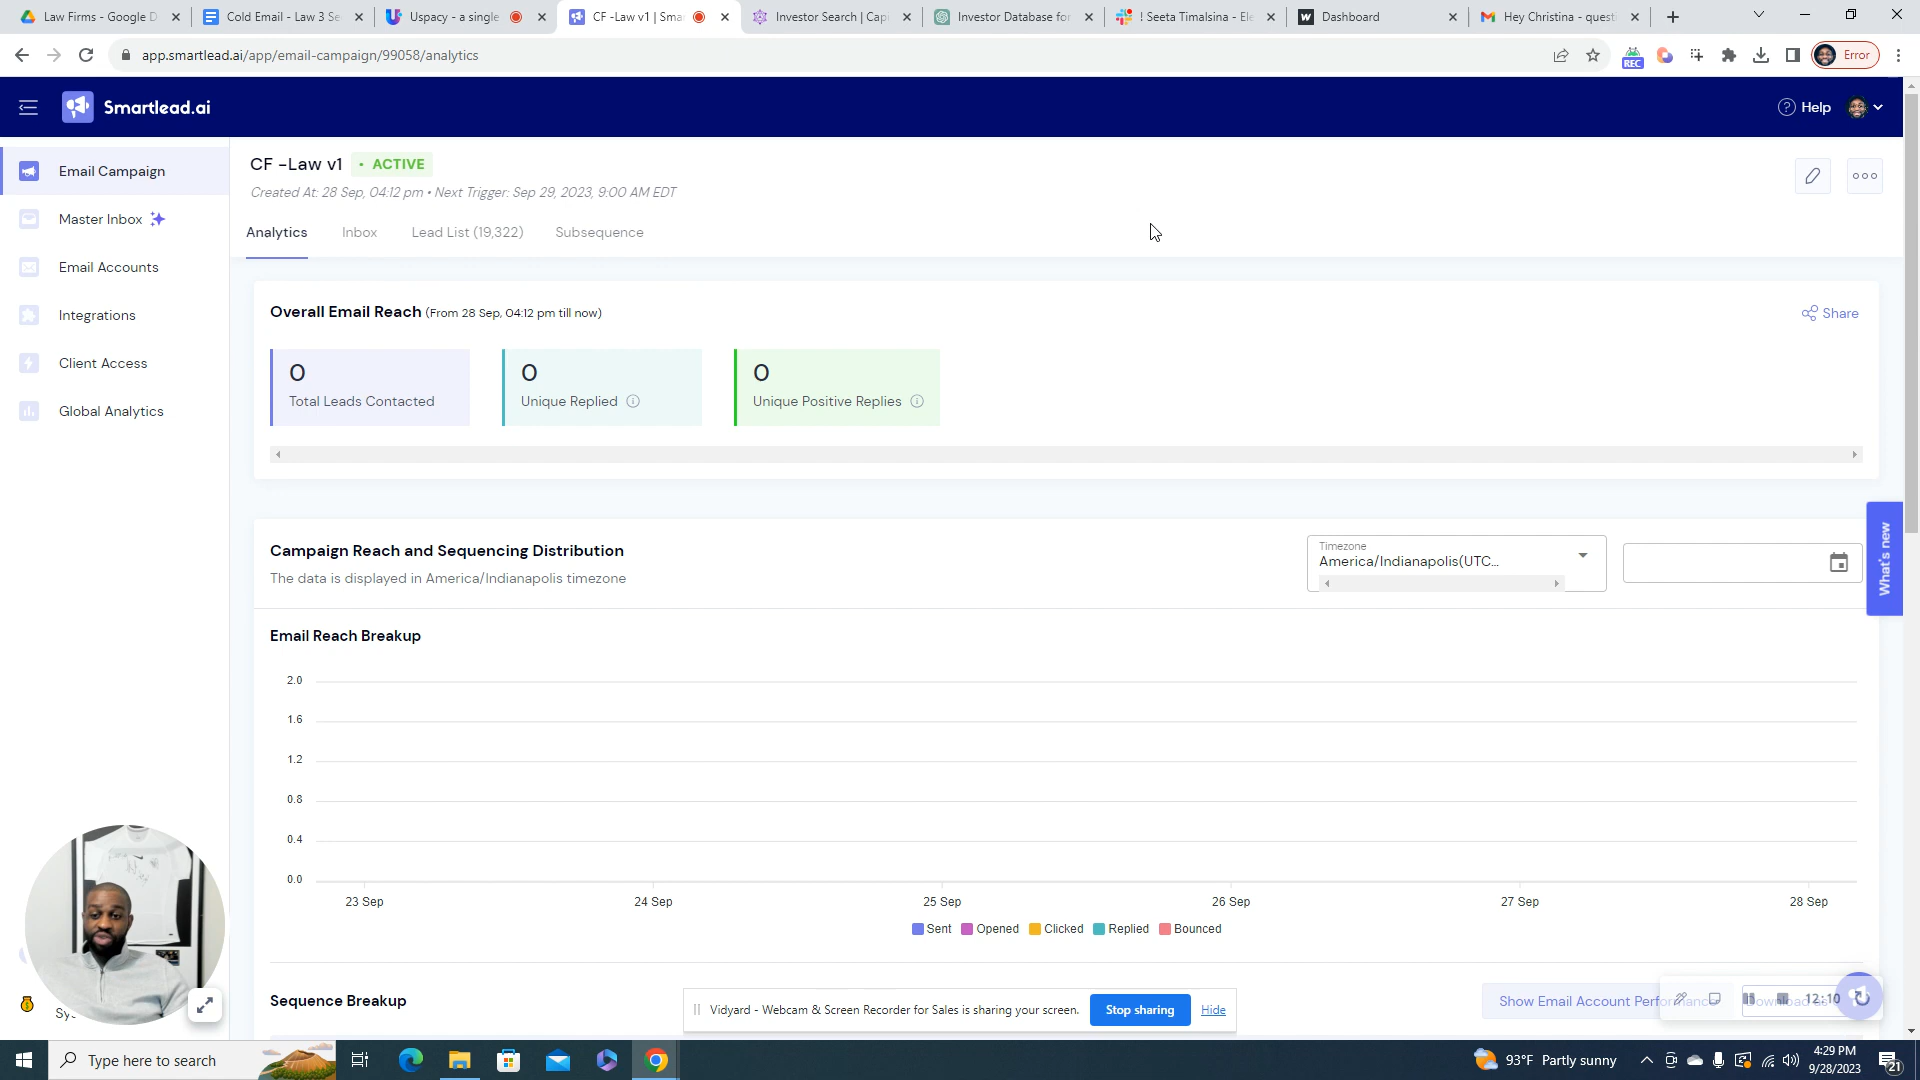 Law Firms - Google D
Cold Email - Law 3 Se
Uspacy - a single
CF -Law v1 | Sma
Investor Search | Capi
Investor Database for
! Seeta Timalsina - Ele
Dashboard
Hey Christina - questi
app.smartlead.ai/app/email-campaign/99058/analytics
REC
Error
Smartlead.ai
Help
Email Campaign
Master Inbox
Email Accounts
Integrations
Client Access
Global Analytics
CF -Law v1 • ACTIVE
Created At: 28 Sep, 04:12 pm • Next Trigger: Sep 29, 2023, 9:00 AM EDT
Analytics
Inbox
Lead List (19,322)
Subsequence
Overall Email Reach (From 28 Sep, 04:12 pm till now)
Share
0
Total Leads Contacted
0
Unique Replied
0
Unique Positive Replies
What's new
Campaign Reach and Sequencing Distribution
The data is displayed in America/Indianapolis timezone
Timezone
America/Indianapolis(UTC...
Email Reach Breakup
2.0
1.6
1.2
0.8
0.4
0.0
23 Sep
24 Sep
25 Sep
26 Sep
27 Sep
28 Sep
Sent
Opened
Clicked
Replied
Bounced
Sequence Breakup
Show Email Account Performance
12:10
Vidyard - Webcam & Screen Recorder for Sales is sharing your screen.
Stop sharing
Hide
Type here to search
93°F Partly sunny
4:29 PM
9/28/2023
21